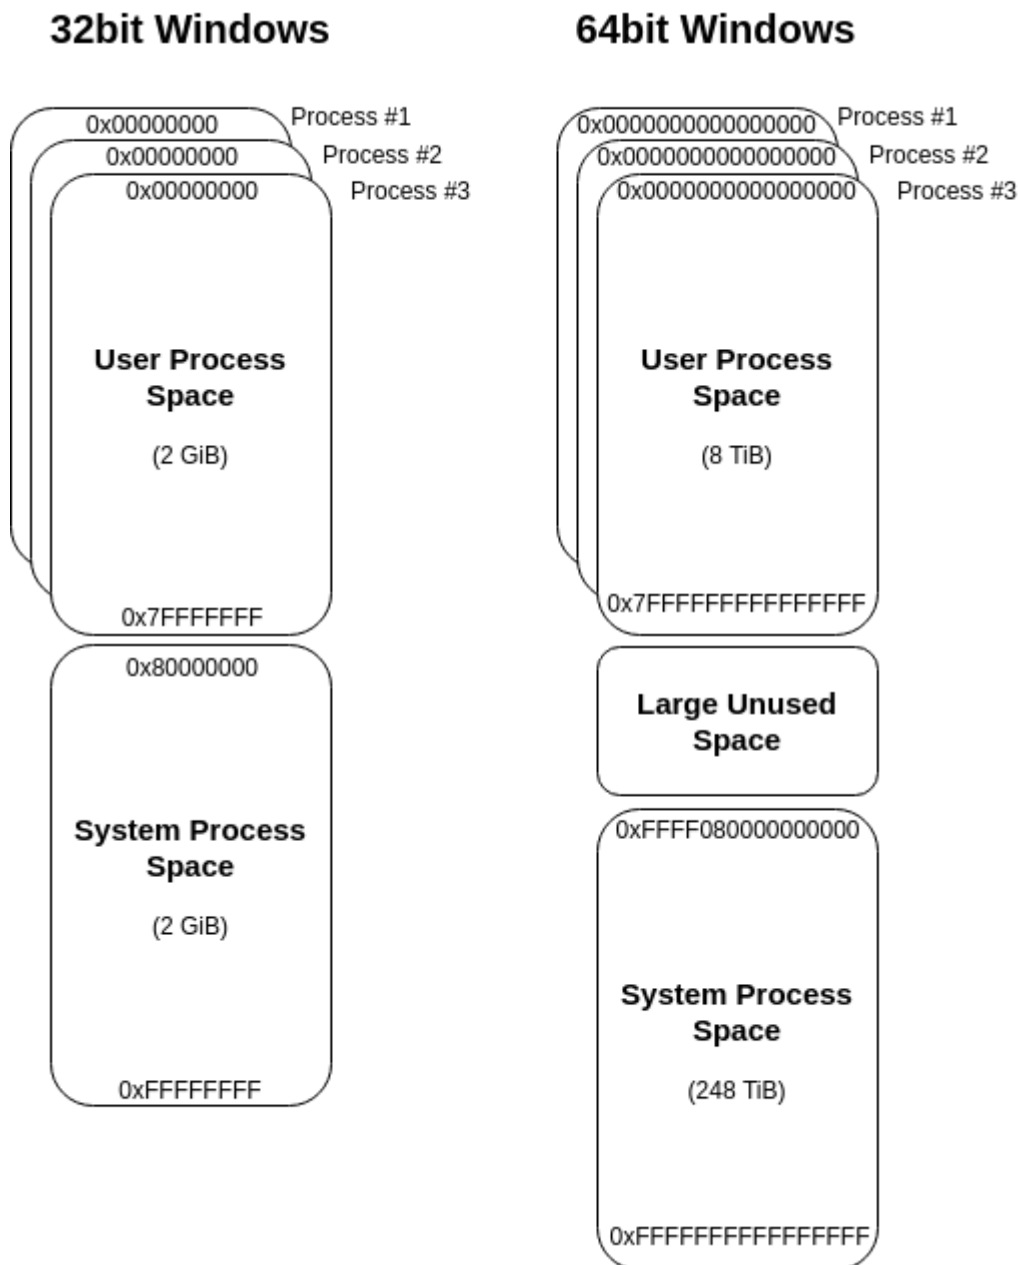 32bit Windows
0x00000000
Process #1
0x00000000
Process #2
0x00000000
Process #3
User Process
Space
(2 GiB)
0x7FFFFFFF
0x80000000
System Process
Space
(2 GiB)
0xFFFFFFFF
64bit Windows
0x0000000000000000
Process #1
0x0000000000000000
Process #2
0x0000000000000000
Process #3
User Process
Space
(8 TiB)
0x7FFFFFFFFFFFFFFF
Large Unused
Space
0xFFFF080000000000
System Process
Space
(248 TiB)
0xFFFFFFFFFFFFFFFF